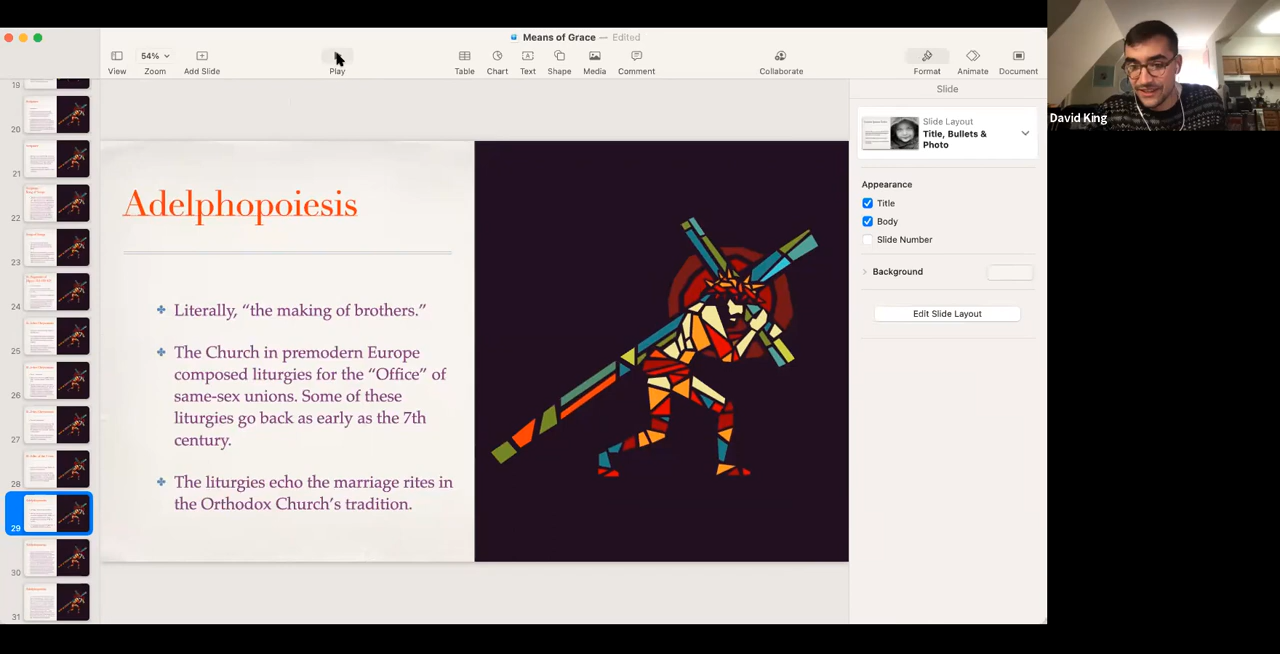 Means of Grace — Edited
54%
View
Zoom
Add Slide
Play
Table
Chart
Text
Shape
Media
Comment
Collaborate
Format
Animate
Document
19
20
21
22
23
24
25
26
27
28
29
30
31
Adelphopoiesis
Literally, “the making of brothers.”
The Church in premodern Europe
composed liturgies for the “Office” of
same-sex unions. Some of these
liturgies go back as early as the 7th
century.
The liturgies echo the marriage rites in
the Orthodox Church’s tradition.
Slide
Slide Layout
Title, Bullets &
Photo
Appearance
Title
Body
Slide Number
Background
Edit Slide Layout
David King